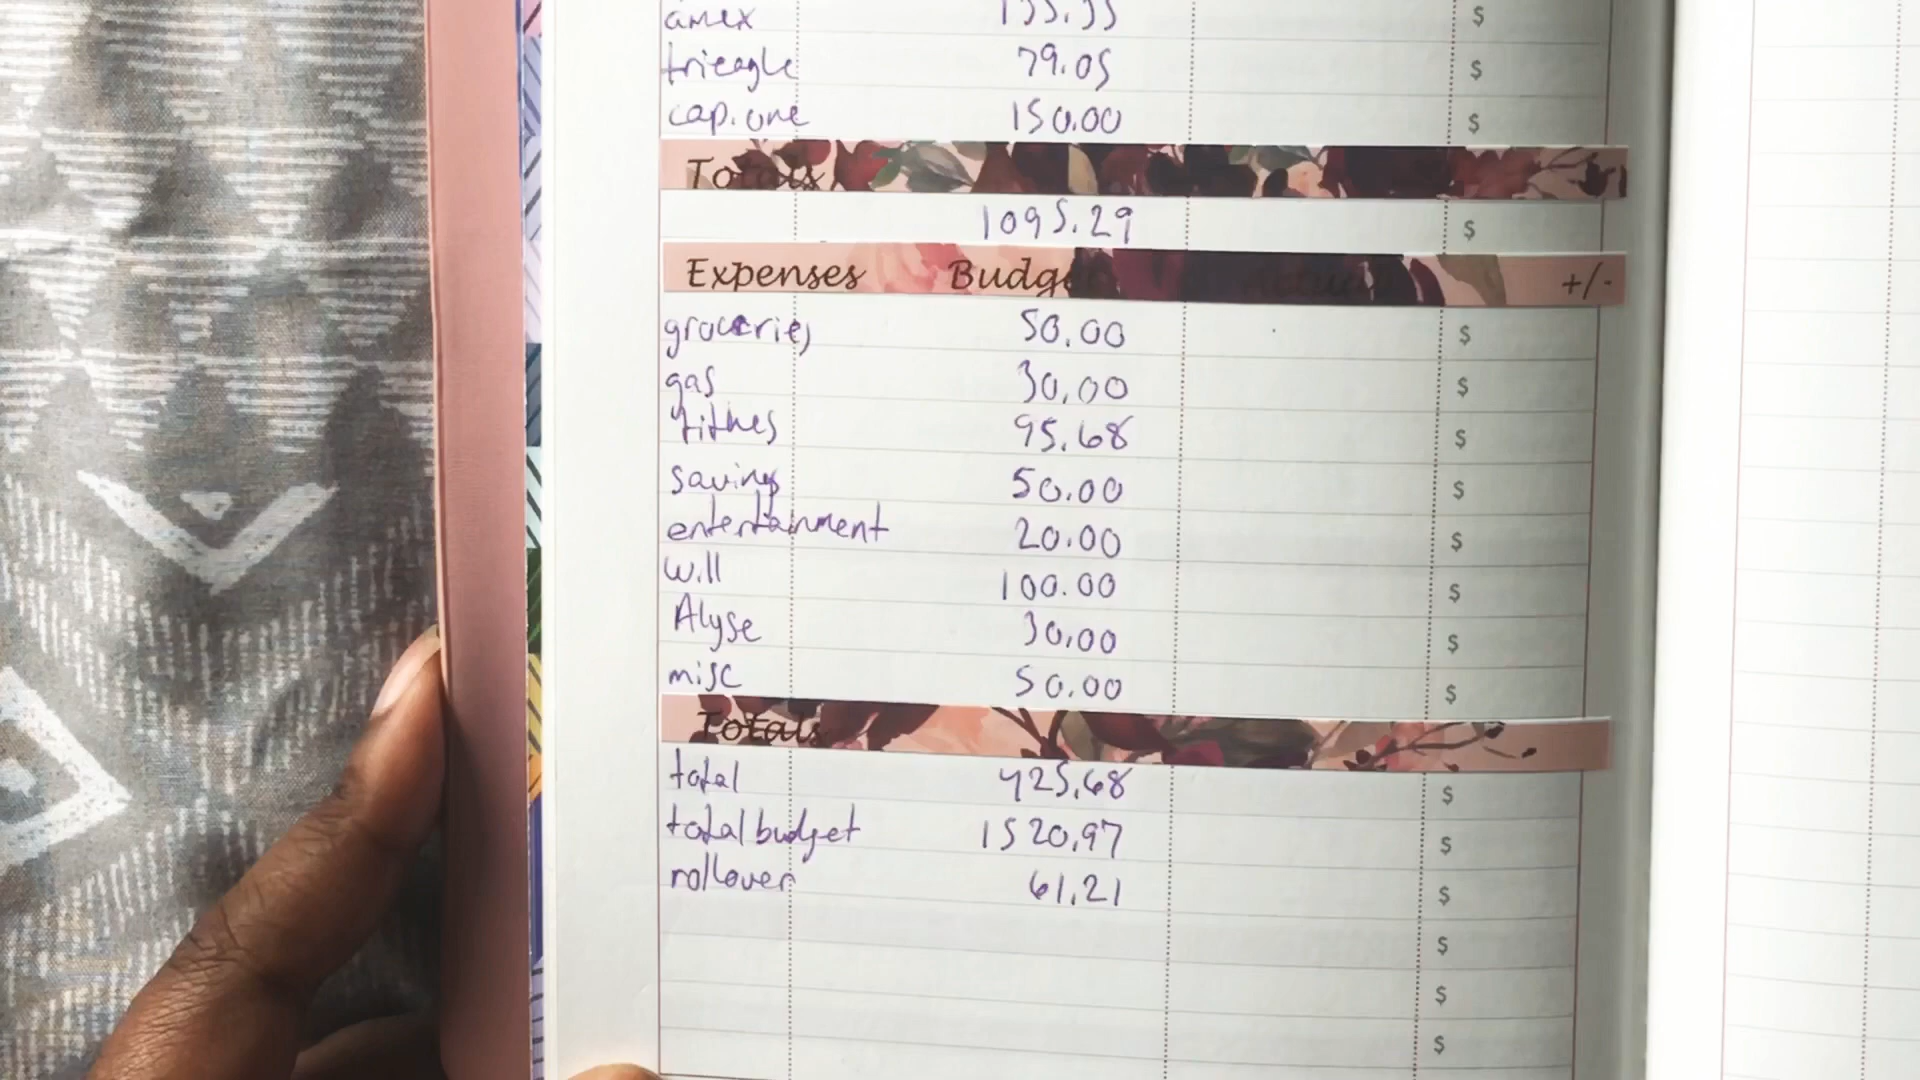 amex $
trieagle 79.05 $
cap.one 150.00 $
Totals
1095.29 $
Expenses Budget Actual +/-
groceries 50.00 $
gas 30.00 $
tithes 95.68 $
savings 50.00 $
entertainment 20.00 $
will 100.00 $
Alyse 30.00 $
misc 50.00 $
Totals
total 425.68 $
total budget 1520.97 $
rollover 61.21 $
$
$
$